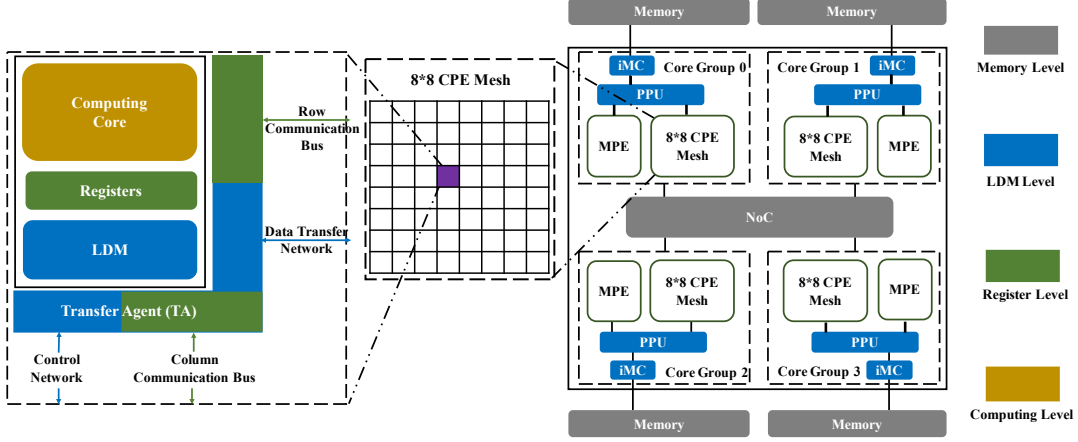 Computing
Core
Registers
LDM
Transfer Agent (TA)
Control
Network
Column
Communication Bus
Row
Communication
Bus
Data Transfer
Network
8*8 CPE Mesh
Memory
Memory
Core Group 0
iMC
PPU
MPE
8*8 CPE
Mesh
Core Group 1
iMC
PPU
8*8 CPE
Mesh
MPE
NoC
MPE
8*8 CPE
Mesh
PPU
iMC
Core Group 2
8*8 CPE
Mesh
MPE
PPU
Core Group 3
iMC
Memory
Memory
Memory Level
LDM Level
Register Level
Computing Level